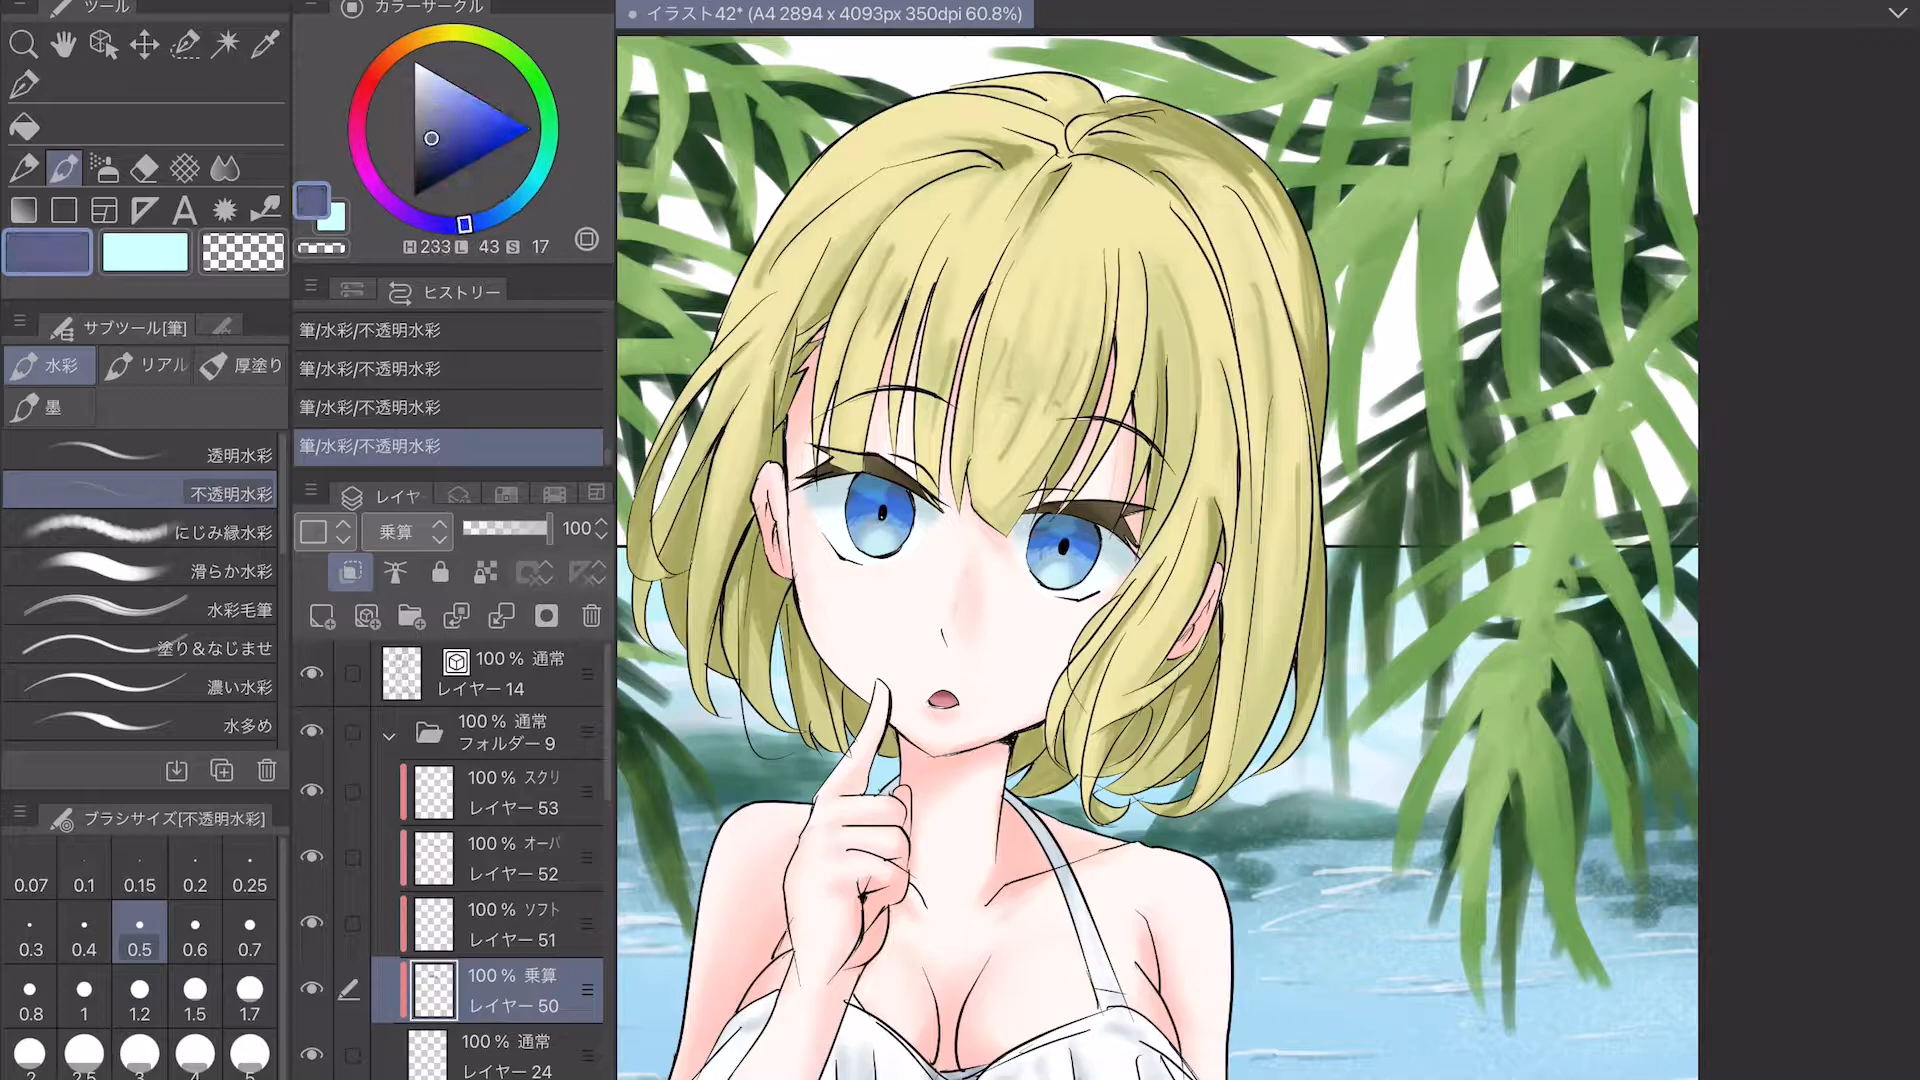 ツール
サブツール[筆]
水彩
リアル
厚塗り
墨
透明水彩
不透明水彩
にじみ縁水彩
滑らか水彩
水彩毛筆
塗り&なじませ
濃い水彩
水多め
ブラシサイズ[不透明水彩]
0.07 0.1 0.15 0.2 0.25
0.3 0.4 0.5 0.6 0.7
0.8 1 1.2 1.5 1.7
2 2.5 3 4 5
カラーサークル
H 233 L 43 S 17
ヒストリー
筆/水彩/不透明水彩
筆/水彩/不透明水彩
筆/水彩/不透明水彩
筆/水彩/不透明水彩
レイヤ
乗算 100
100 % 通常
レイヤー 14
100 % 通常
フォルダー 9
100 % スクリ
レイヤー 53
100 % オーバ
レイヤー 52
100 % ソフト
レイヤー 51
100 % 乗算
レイヤー 50
100 % 通常
レイヤー 24
イラスト42* (A4 2894 x 4093px 350dpi 60.8%)